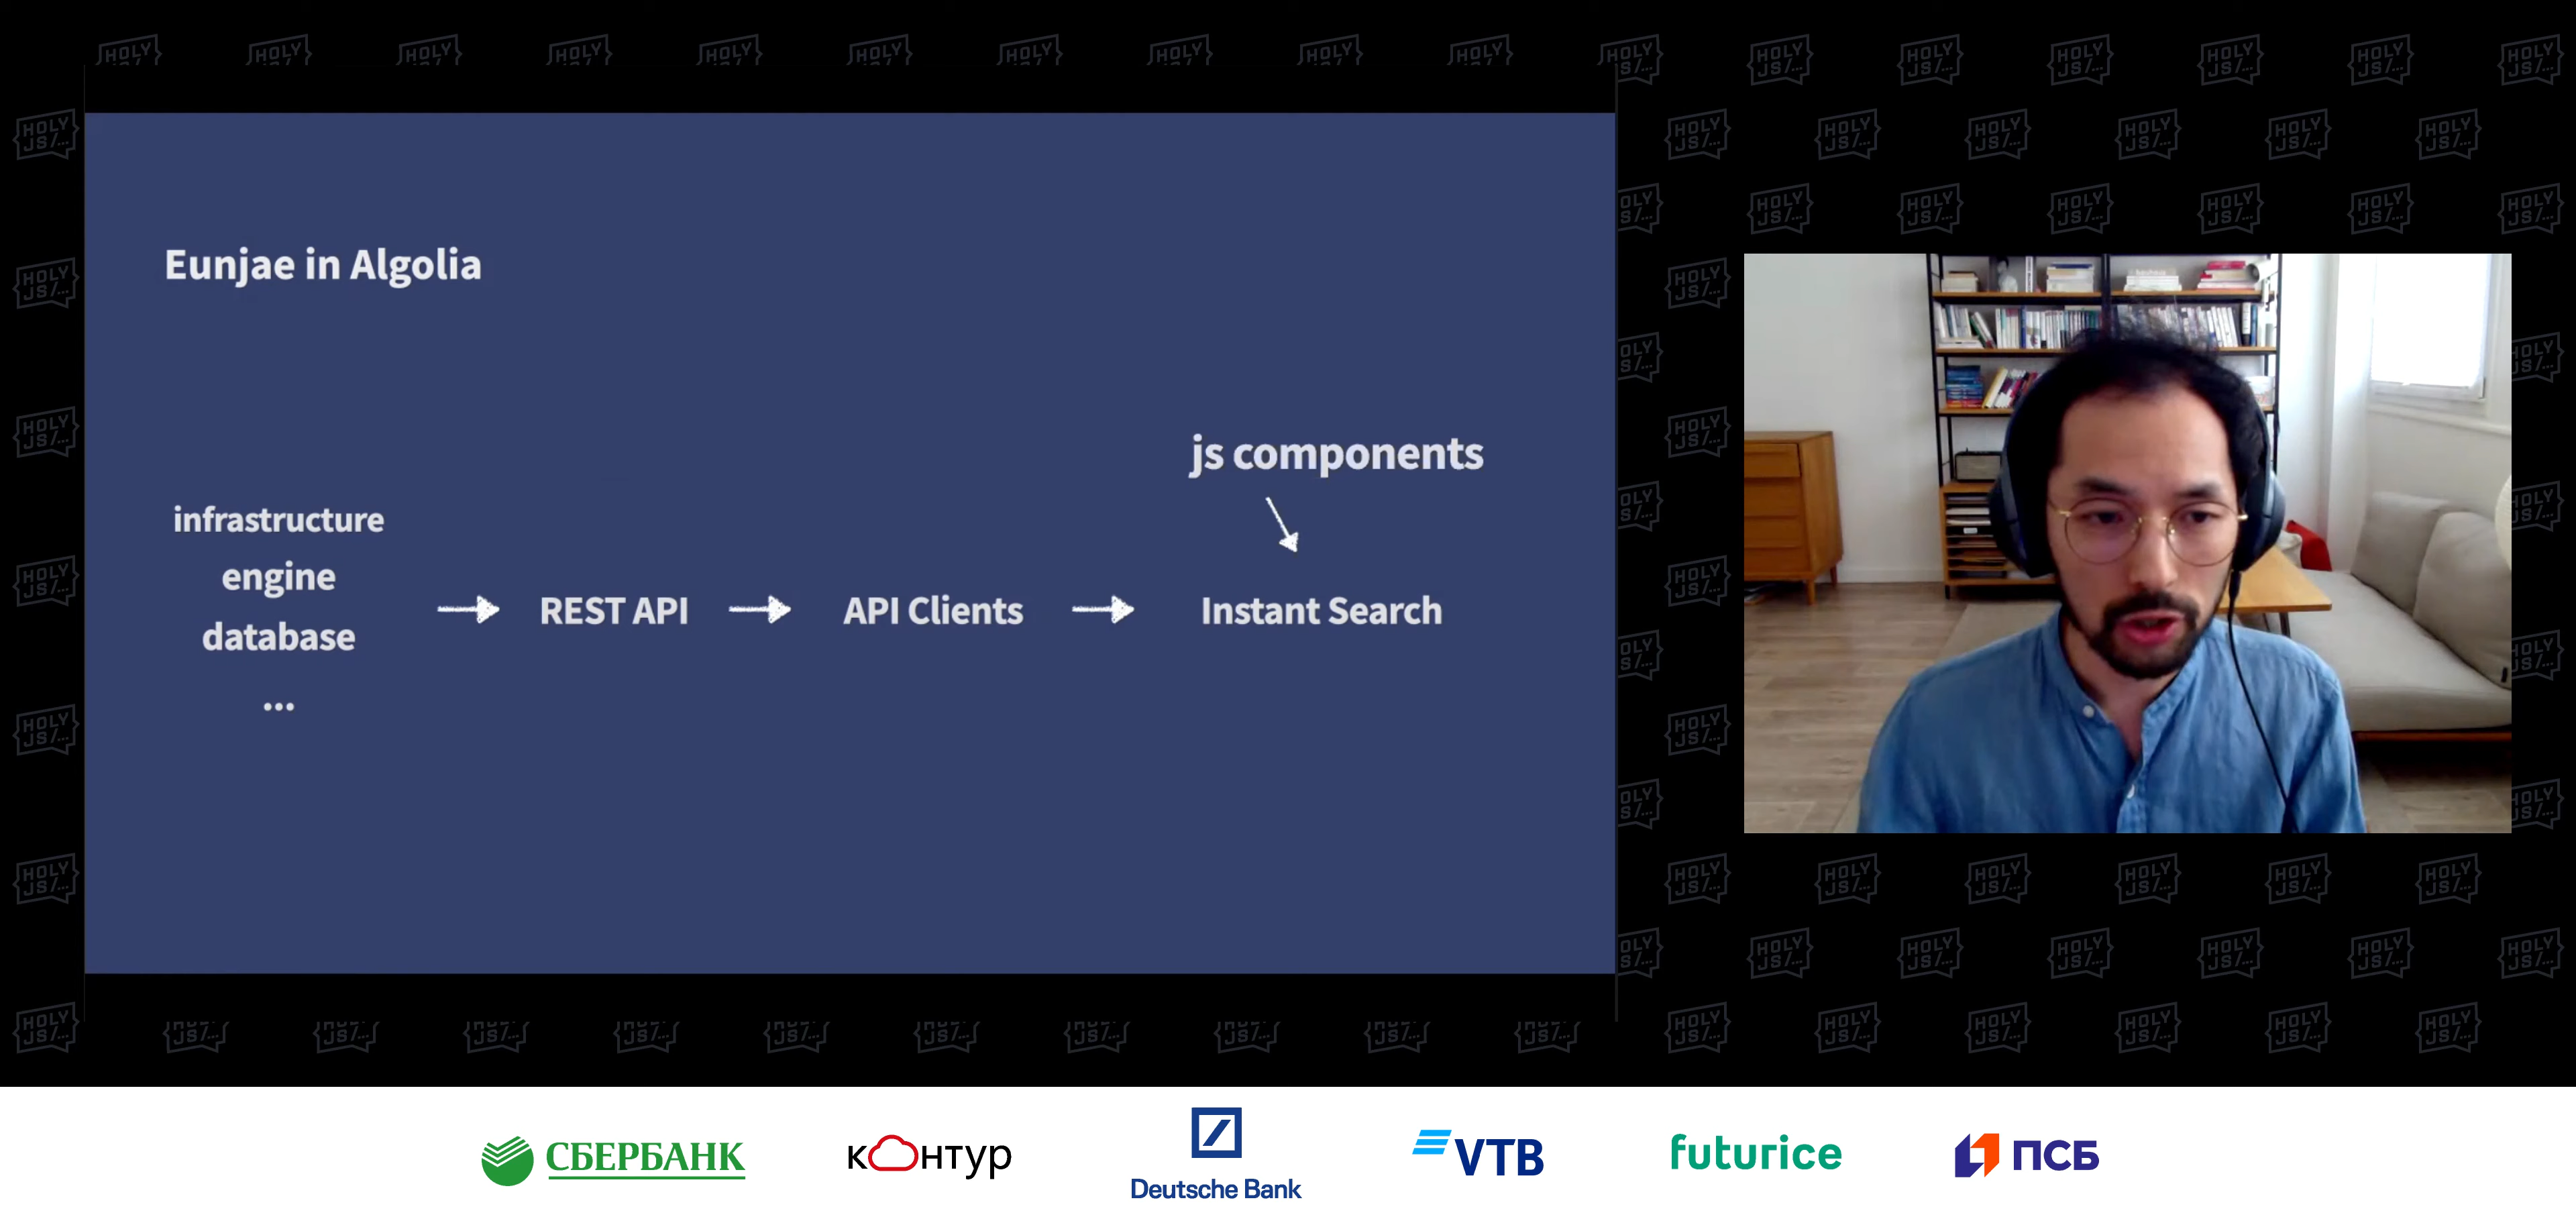 Eunjae in Algolia
js components
infrastructure
engine
database
...
REST API
API Clients
Instant Search
HOLY
JS/...
СБЕРБАНК
контур
Deutsche Bank
VTB
futurice
ПСБ